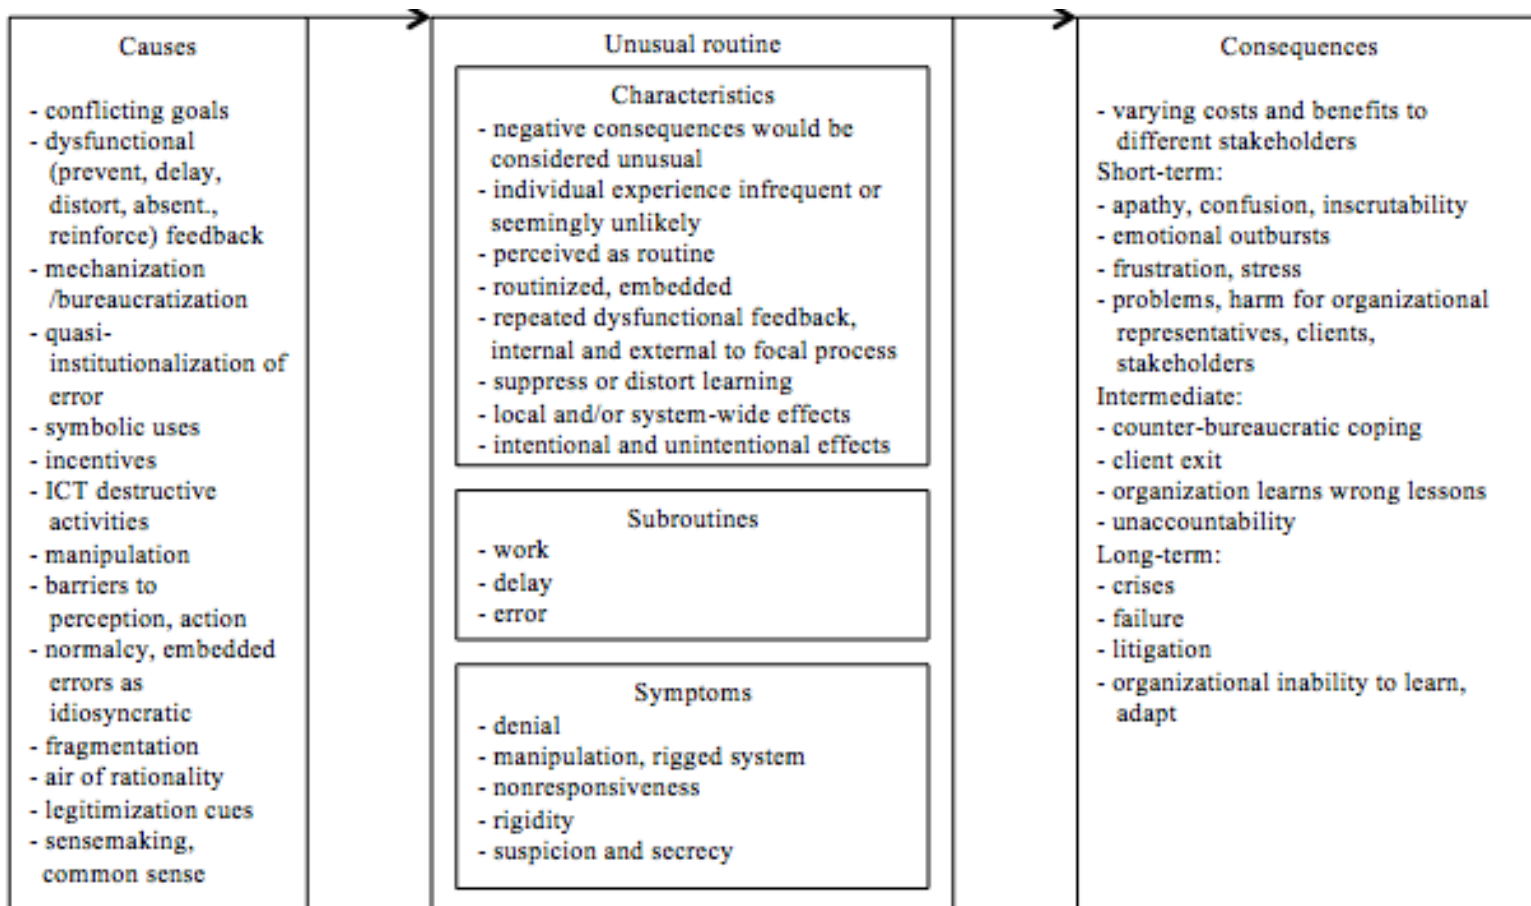 Causes
- conflicting goals
- dysfunctional
(prevent, delay,
distort, absent.,
reinforce) feedback
- mechanization
/bureaucratization
- quasi-
institutionalization of
error
- symbolic uses
- incentives
- ICT destructive
activities
- manipulation
- barriers to
perception, action
- normalcy, embedded
errors as
idiosyncratic
- fragmentation
- air of rationality
- legitimization cues
- sensemaking,
common sense
Unusual routine
Characteristics
- negative consequences would be
considered unusual
- individual experience infrequent or
seemingly unlikely
- perceived as routine
- routinized, embedded
- repeated dysfunctional feedback,
internal and external to focal process
- suppress or distort learning
- local and/or system-wide effects
- intentional and unintentional effects
Subroutines
- work
- delay
- error
Symptoms
- denial
- manipulation, rigged system
- nonresponsiveness
- rigidity
- suspicion and secrecy
Consequences
- varying costs and benefits to
different stakeholders
Short-term:
- apathy, confusion, inscrutability
- emotional outbursts
- frustration, stress
- problems, harm for organizational
representatives, clients,
stakeholders
Intermediate:
- counter-bureaucratic coping
- client exit
- organization learns wrong lessons
- unaccountability
Long-term:
- crises
- failure
- litigation
- organizational inability to learn,
adapt